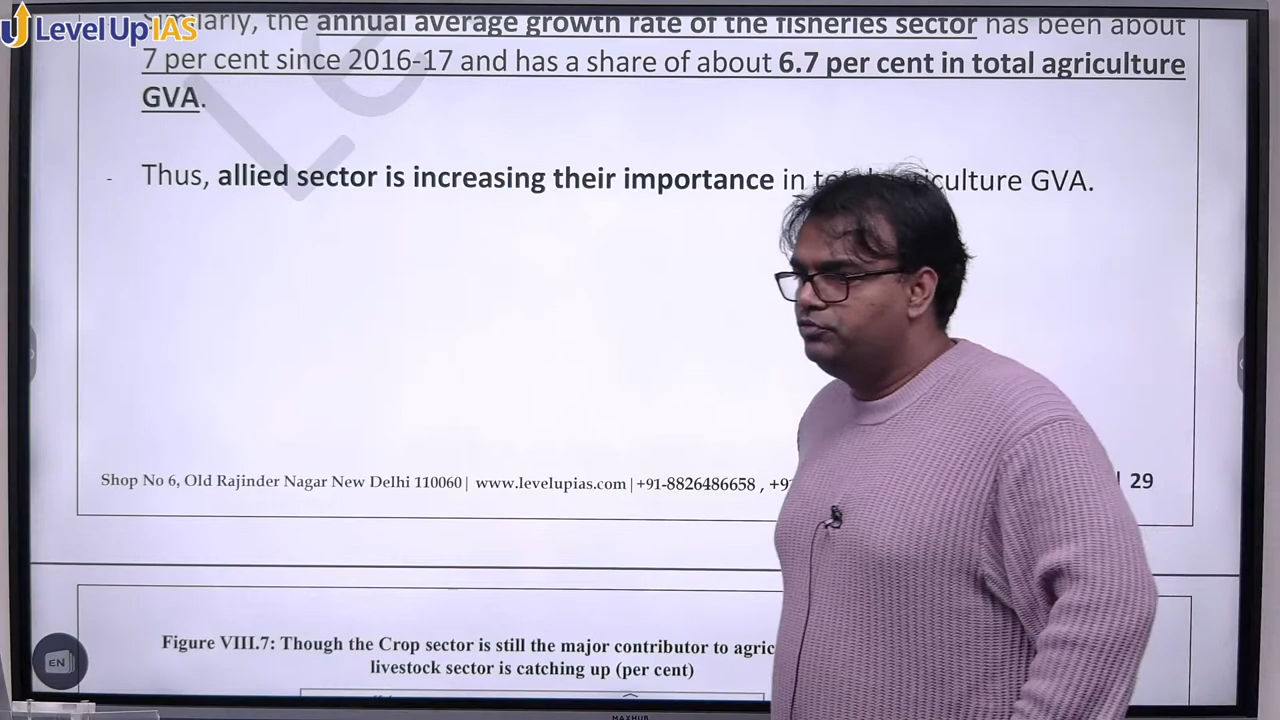 Level Up IAS
Similarly, the annual average growth rate of the fisheries sector has been about
7 per cent since 2016-17 and has a share of about 6.7 per cent in total agriculture
GVA.
- Thus, allied sector is increasing their importance in total agriculture GVA.
Shop No 6, Old Rajinder Nagar New Delhi 110060| www.levelupias.com |+91-8826486658 , +9
| 29
Figure VIII.7: Though the Crop sector is still the major contributor to agric
livestock sector is catching up (per cent)
EN
MAXHUB